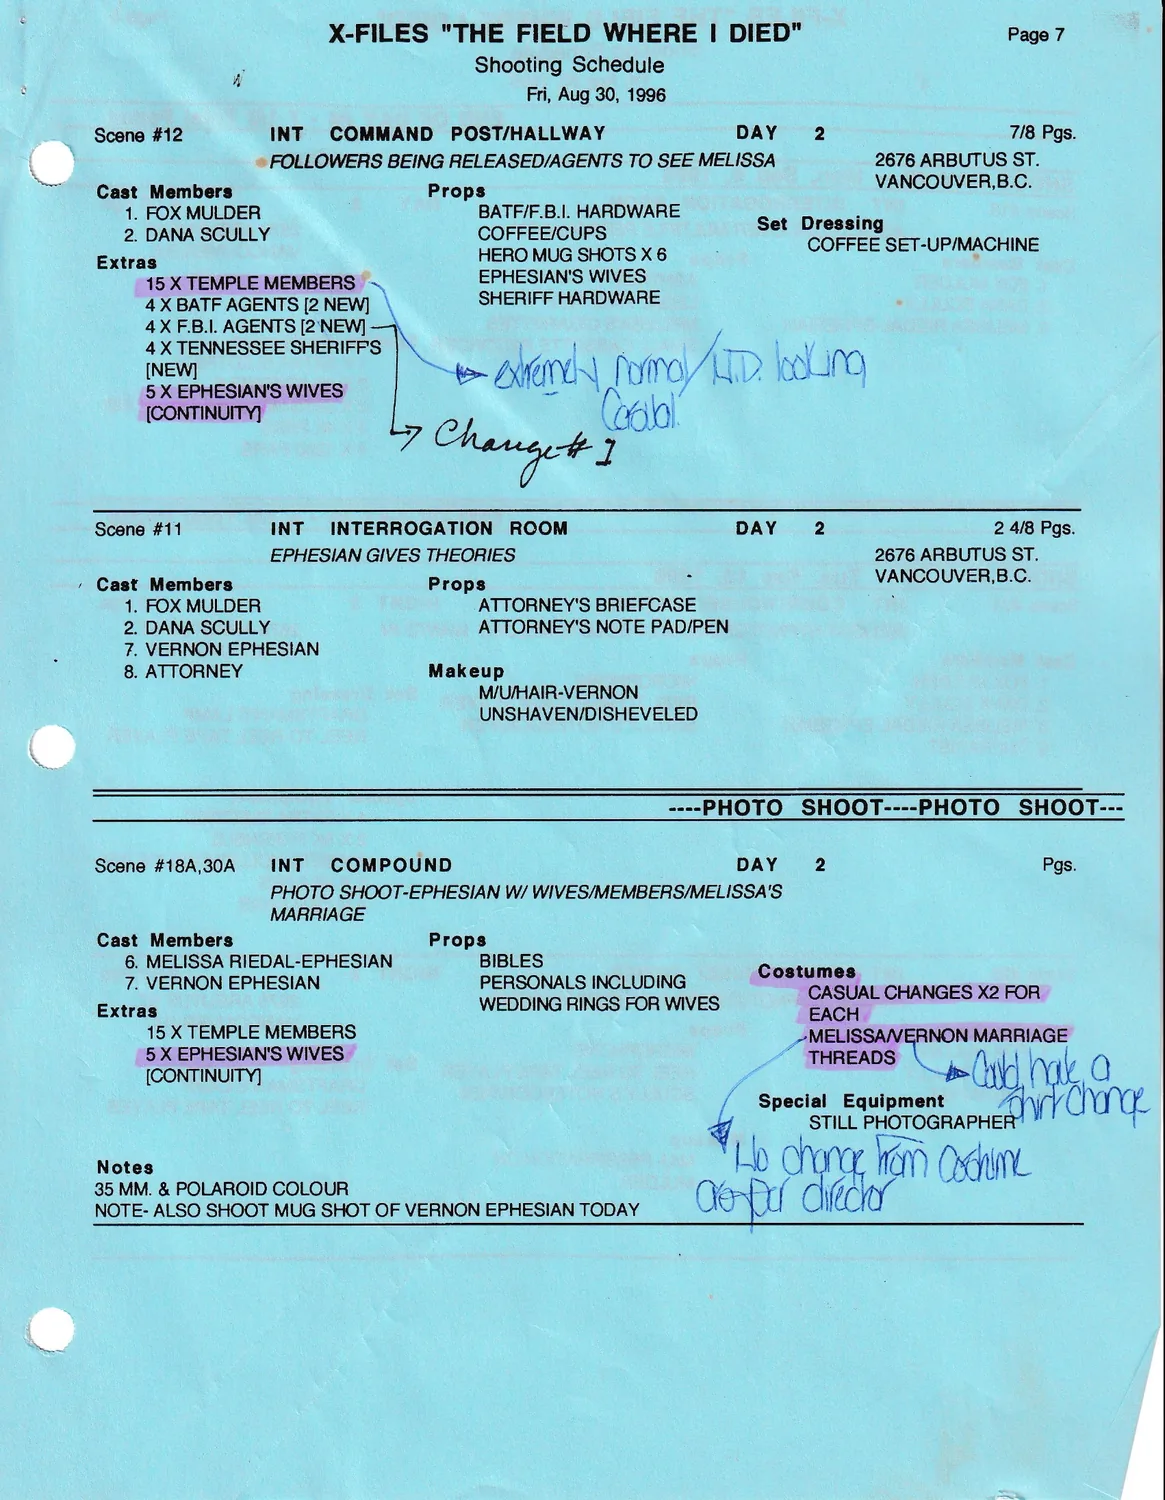 X-FILES "THE FIELD WHERE I DIED"
Page 7
Shooting Schedule
Fri, Aug 30, 1996
Scene #12 INT COMMAND POST/HALLWAY DAY 2 7/8 Pgs.
FOLLOWERS BEING RELEASED/AGENTS TO SEE MELISSA
2676 ARBUTUS ST.
VANCOUVER,B.C.
Cast Members
1. FOX MULDER
2. DANA SCULLY
Extras
15 X TEMPLE MEMBERS
4 X BATF AGENTS [2 NEW]
4 X F.B.I. AGENTS [2 NEW]
4 X TENNESSEE SHERIFF'S
[NEW]
5 X EPHESIAN'S WIVES
[CONTINUITY]
Props
BATF/F.B.I. HARDWARE
COFFEE/CUPS
HERO MUG SHOTS X 6
EPHESIAN'S WIVES
SHERIFF HARDWARE
Set Dressing
COFFEE SET-UP/MACHINE
extremely normal/N.D. looking
Casual.
Change # 1
Scene #11 INT INTERROGATION ROOM DAY 2 2 4/8 Pgs.
EPHESIAN GIVES THEORIES
2676 ARBUTUS ST.
VANCOUVER,B.C.
Cast Members
1. FOX MULDER
2. DANA SCULLY
7. VERNON EPHESIAN
8. ATTORNEY
Props
ATTORNEY'S BRIEFCASE
ATTORNEY'S NOTE PAD/PEN
Makeup
M/U/HAIR-VERNON
UNSHAVEN/DISHEVELED
----PHOTO SHOOT----PHOTO SHOOT---
Scene #18A,30A INT COMPOUND DAY 2 Pgs.
PHOTO SHOOT-EPHESIAN W/ WIVES/MEMBERS/MELISSA'S
MARRIAGE
Cast Members
6. MELISSA RIEDAL-EPHESIAN
7. VERNON EPHESIAN
Extras
15 X TEMPLE MEMBERS
5 X EPHESIAN'S WIVES
[CONTINUITY]
Props
BIBLES
PERSONALS INCLUDING
WEDDING RINGS FOR WIVES
Costumes
CASUAL CHANGES X2 FOR
EACH
MELISSA/VERNON MARRIAGE
THREADS
Could have a
shirt change
Special Equipment
STILL PHOTOGRAPHER
No change from Costume
as per director
Notes
35 MM. & POLAROID COLOUR
NOTE- ALSO SHOOT MUG SHOT OF VERNON EPHESIAN TODAY